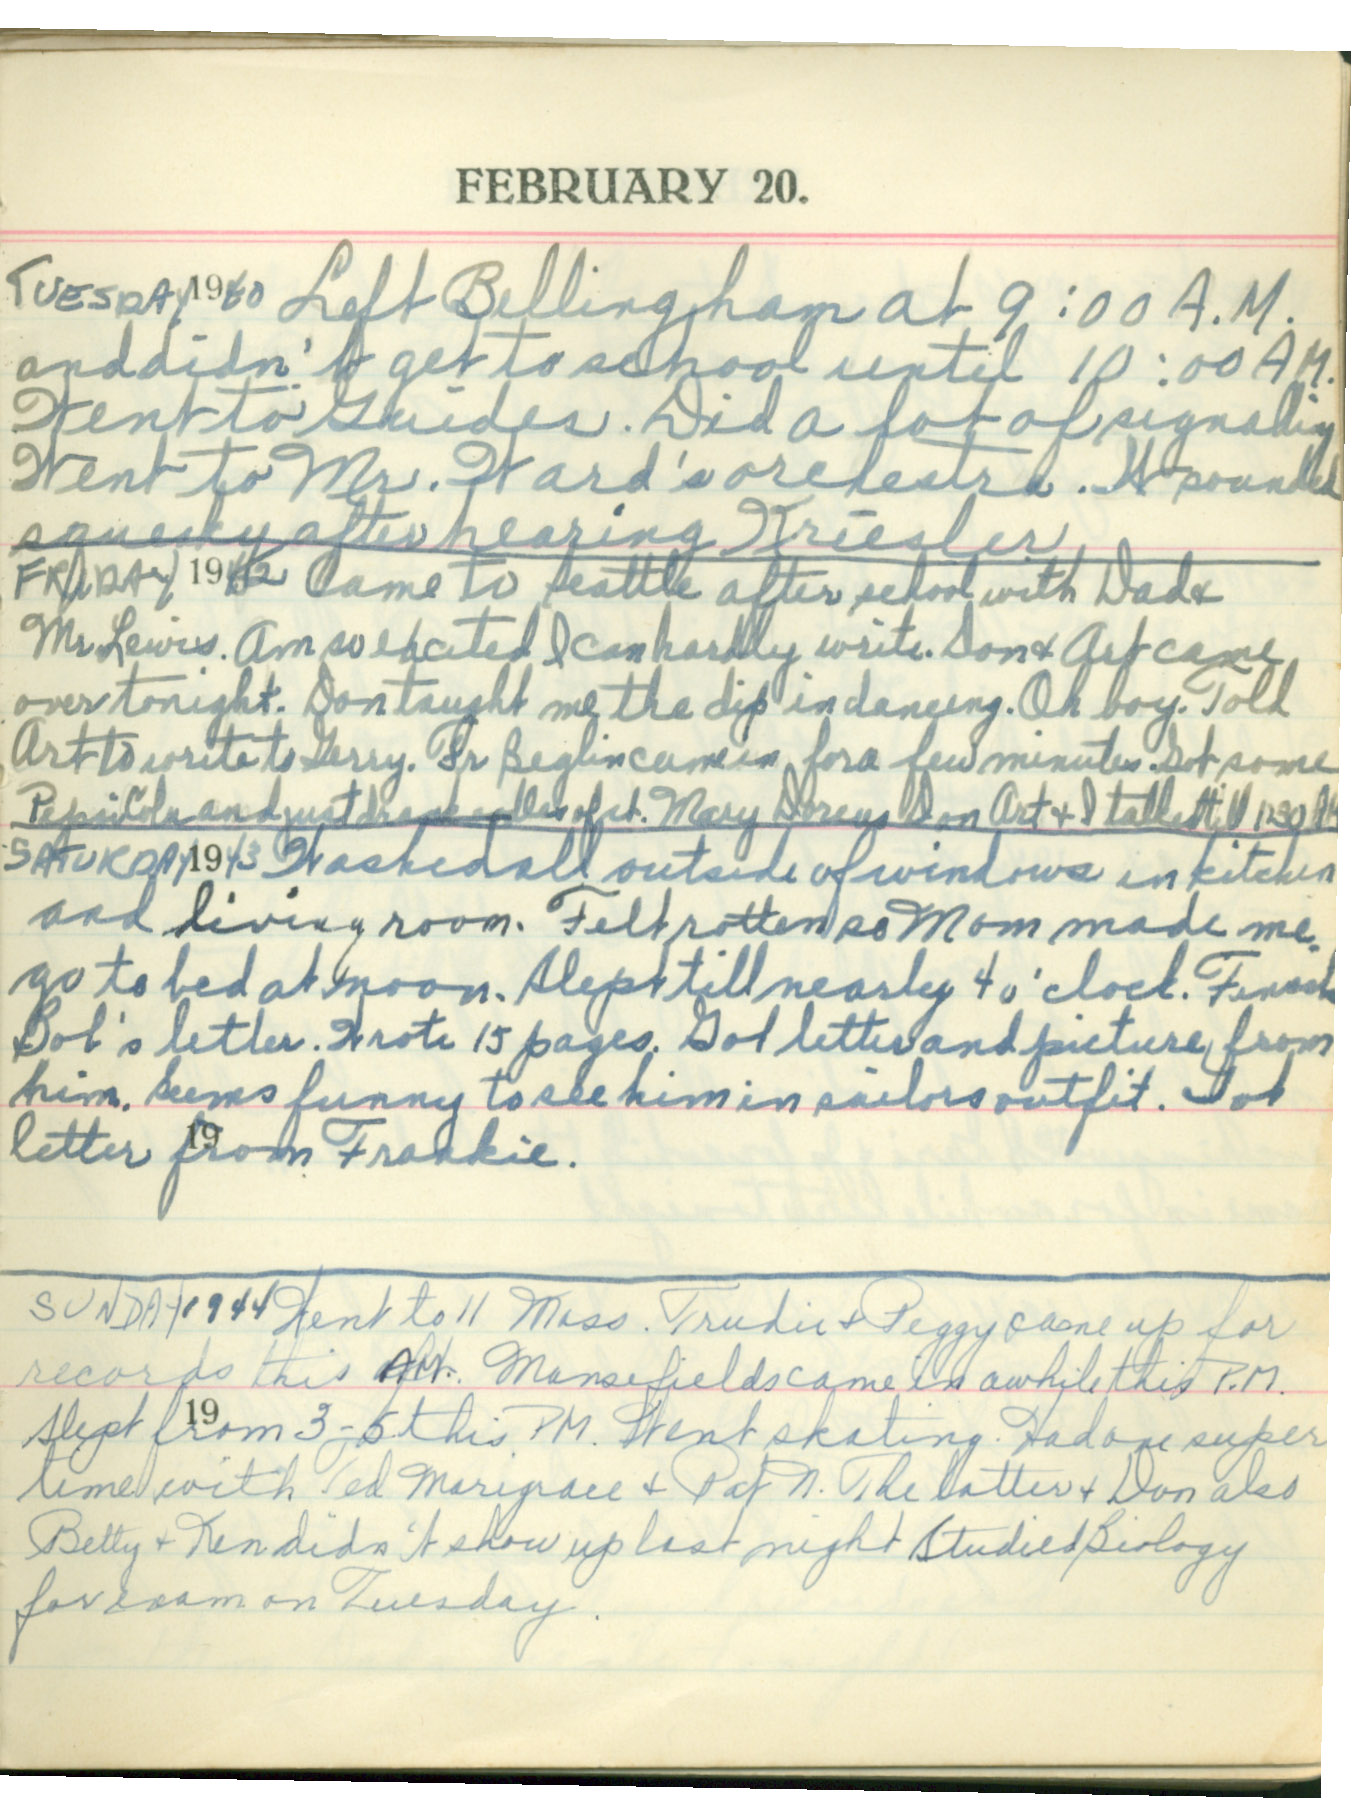 FEBRUARY 20.
TUESDAY 1940 Left Bellingham at 9:00 A.M.
and didn't get to school until 10:00 AM.
Went to Guides. Did a lot of signaling
Went to Mr. Ward's orchestra. It sounded
squeaky after hearing Kriesler
FRIDAY 1942 Came to Seattle after school with Dad &
Mr Lewis. Am so excited I can hardly write. Don & Art came
over tonight. Don taught me the dip in dancing. Oh boy. Told
Art to write to Gerry. Fr Beglin came in for a few minutes. Got some
Pepsi Cola and just drank of it. Mary Dorcus Don Art & I talked till 1230
SATURDAY 1943 Washed all outside of windows in kitchen
and living room. Felt rotten so Mom made me
go to bed at noon. Slept till nearly 4 o'clock. Finish
Bob's letter. Wrote 15 pages. Got letter and picture from
him. Seems funny to see him in sailors outfit. Got
19
letter from Frankie.
SUNDAY 1944 Went to 11 Mass. Trudie & Peggy came up for
records this Mansefields came in awhile this P.M.
19
Slept from 3-5 this P.M. Went skating. Had one super
time with Ted Marigrace & Pat N. The latter & Don also
Betty & Ken didn't show up last night Studied Biology
for exam on Tuesday.